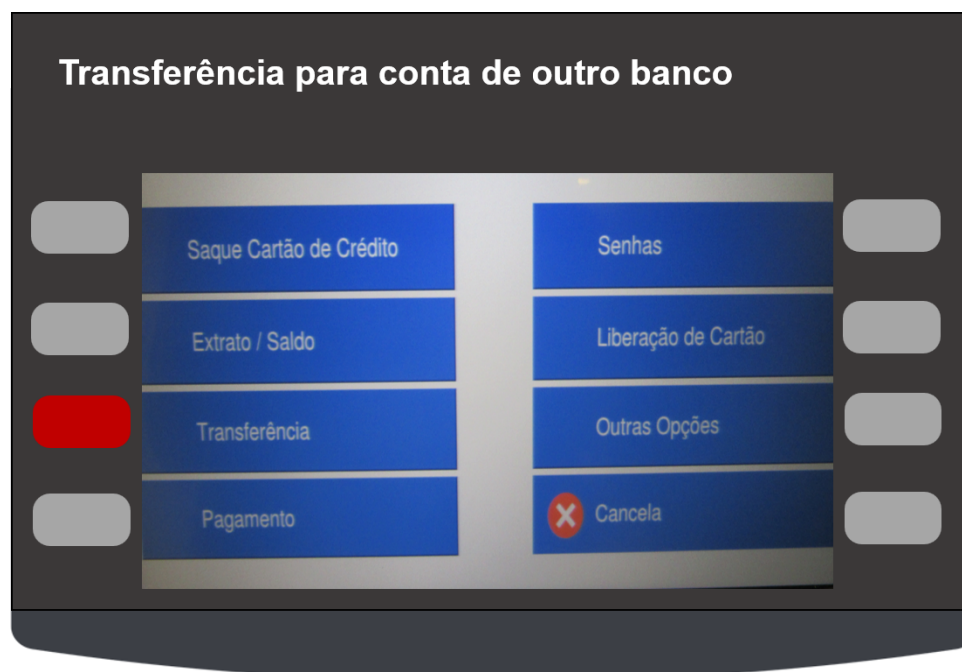 Transferência para conta de outro banco
Saque Cartão de Crédito
Extrato / Saldo
Transferência
Pagamento
Senhas
Liberação de Cartão
Outras Opções
Cancela